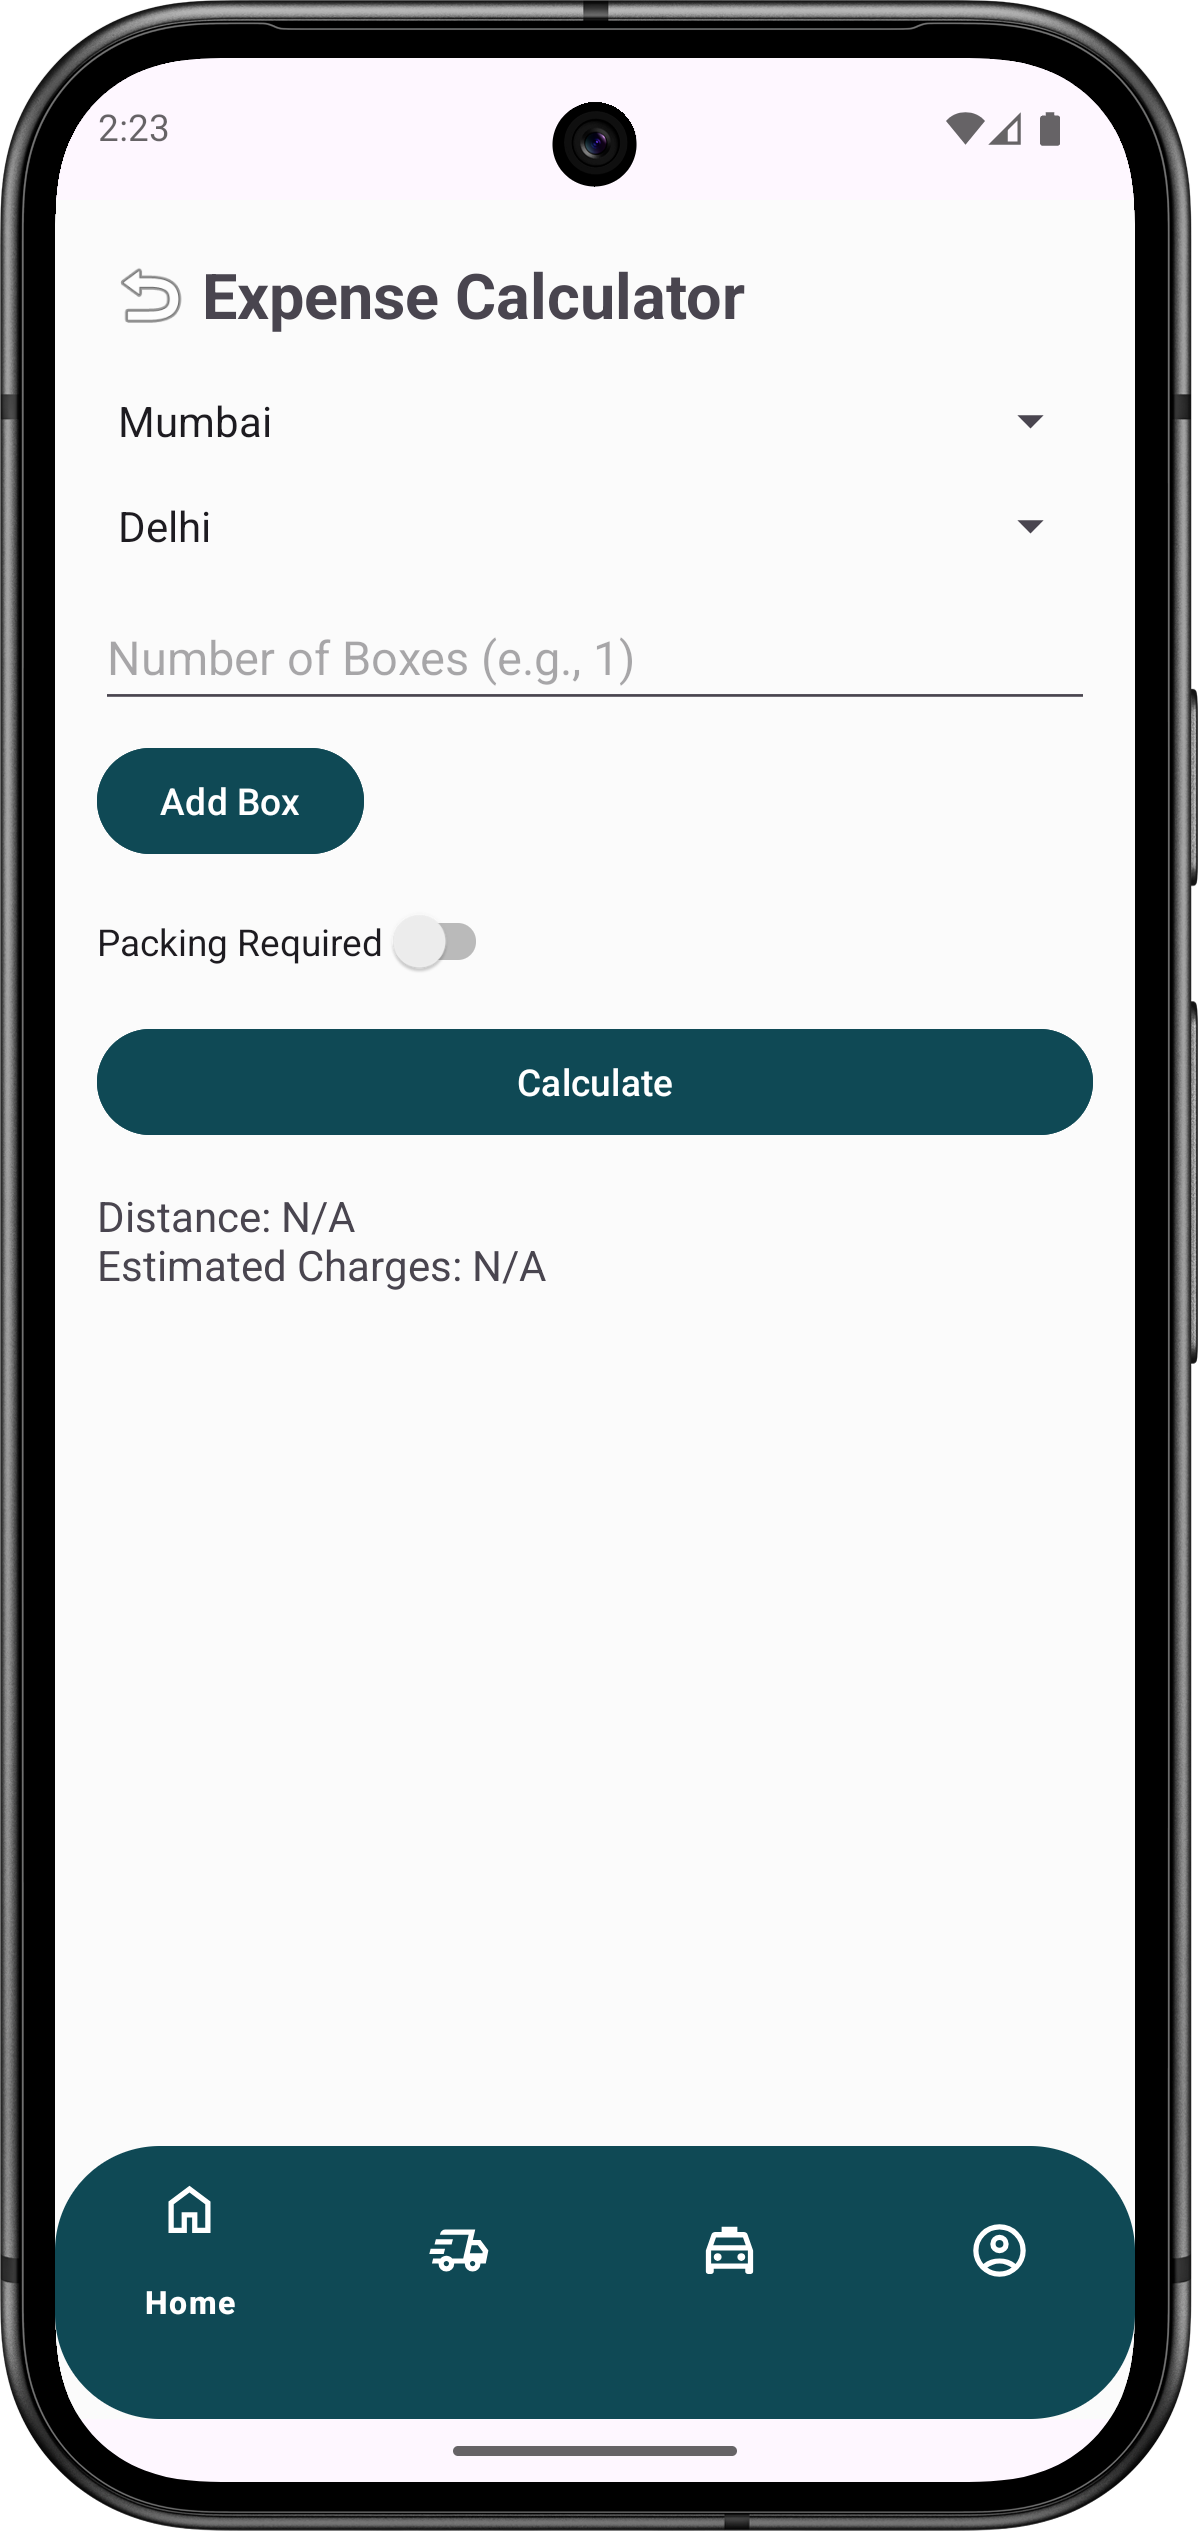 2:23
Expense Calculator
Mumbai
Delhi
Number of Boxes (e.g., 1)
Add Box
Packing Required
Calculate
Distance: N/A
Estimated Charges: N/A
Home